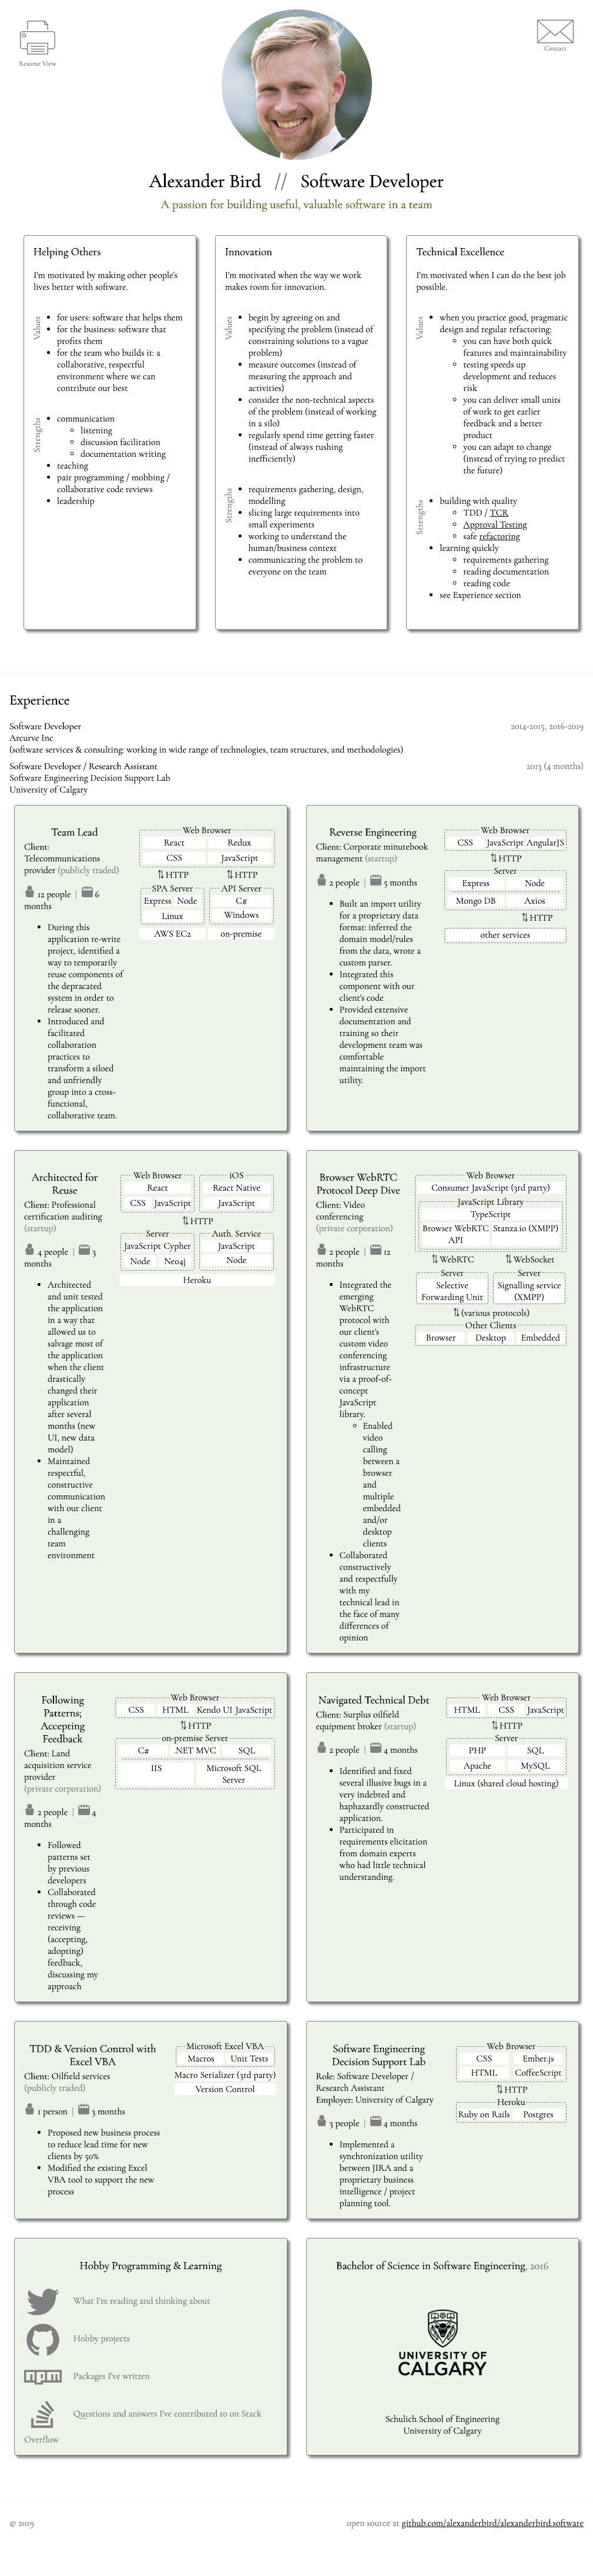 Resume View
Contact
Alexander Bird // Software Developer
A passion for building useful, valuable software in a team
Helping Others
I'm motivated by making other people's
lives better with software.
Values
for users: software that helps them
for the business: software that
profits them
for the team who builds it: a
collaborative, respectful
environment where we can
contribute our best
Strengths
communication
listening
discussion facilitation
documentation writing
teaching
pair programming / mobbing /
collaborative code reviews
leadership
Innovation
I'm motivated when the way we work
makes room for innovation.
Values
begin by agreeing on and
specifying the problem (instead of
constraining solutions to a vague
problem)
measure outcomes (instead of
measuring the approach and
activities)
consider the non-technical aspects
of the problem (instead of working
in a silo)
regularly spend time getting faster
(instead of always rushing
inefficiently)
Strengths
requirements gathering, design,
modelling
slicing large requirements into
small experiments
working to understand the
human/business context
communicating the problem to
everyone on the team
Technical Excellence
I'm motivated when I can do the best job
possible.
Values
when you practice good, pragmatic
design and regular refactoring:
you can have both quick
features and maintainability
testing speeds up
development and reduces
risk
you can deliver small units
of work to get earlier
feedback and a better
product
you can adapt to change
(instead of trying to predict
the future)
Strengths
building with quality
TDD / TCR
Approval Testing
safe refactoring
learning quickly
requirements gathering
reading documentation
reading code
see Experience section
Experience
Software Developer
2014-2015, 2016-2019
Arcurve Inc
(software services & consulting: working in wide range of technologies, team structures, and methodologies)
Software Developer / Research Assistant
2013 (4 months)
Software Engineering Decision Support Lab
University of Calgary
Team Lead
Client:
Telecommunications
provider (publicly traded)
12 people | 6
months
During this
application re-write
project, identified a
way to temporarily
reuse components of
the depracated
system in order to
release sooner.
Introduced and
facilitated
collaboration
practices to
transform a siloed
and unfriendly
group into a cross-
functional,
collaborative team.
Web Browser
React Redux
CSS JavaScript
⇅ HTTP ⇅ HTTP
SPA Server API Server
Express Node C#
Linux Windows
AWS EC2 on-premise
Reverse Engineering
Client: Corporate minutebook
management (startup)
2 people | 5 months
Built an import utility
for a proprietary data
format: inferred the
domain model/rules
from the data, wrote a
custom parser.
Integrated this
component with our
client's code
Provided extensive
documentation and
training so their
development team was
comfortable
maintaining the import
utility.
Web Browser
CSS JavaScript AngularJS
⇅ HTTP
Server
Express Node
Mongo DB Axios
⇅ HTTP
other services
Architected for
Reuse
Client: Professional
certification auditing
(startup)
4 people | 3
months
Architected
and unit tested
the application
in a way that
allowed us to
salvage most of
the application
when the client
drastically
changed their
application
after several
months (new
UI, new data
model)
Maintained
respectful,
constructive
communication
with our client
in a
challenging
team
environment
Web Browser iOS
React React Native
CSS JavaScript JavaScript
⇅ HTTP
Server Auth. Service
JavaScript Cypher JavaScript
Node Neo4j Node
Heroku
Browser WebRTC
Protocol Deep Dive
Client: Video
conferencing
(private corporation)
2 people | 12
months
Integrated the
emerging
WebRTC
protocol with
our client's
custom video
conferencing
infrastructure
via a proof-of-
concept
JavaScript
library.
Enabled
video
calling
between a
browser
and
multiple
embedded
and/or
desktop
clients
Collaborated
constructively
and respectfully
with my
technical lead in
the face of many
differences of
opinion
Web Browser
Consumer JavaScript (3rd party)
JavaScript Library
TypeScript
Browser WebRTC Stanza.io (XMPP)
API
⇅ WebRTC ⇅ WebSocket
Server Server
Selective Signalling service
Forwarding Unit (XMPP)
⇅ (various protocols)
Other Clients
Browser Desktop Embedded
Following
Patterns;
Accepting
Feedback
Client: Land
acquisition service
provider
(private corporation)
2 people | 4
months
Followed
patterns set
by previous
developers
Collaborated
through code
reviews —
receiving
(accepting,
adopting)
feedback,
discussing my
approach
Web Browser
CSS HTML Kendo UI JavaScript
⇅ HTTP
on-premise Server
C# .NET MVC SQL
IIS Microsoft SQL
Server
Navigated Technical Debt
Client: Surplus oilfield
equipment broker (startup)
2 people | 4 months
Identified and fixed
several illusive bugs in a
very indebted and
haphazardly constructed
application.
Participated in
requirements elicitation
from domain experts
who had little technical
understanding.
Web Browser
HTML CSS JavaScript
⇅ HTTP
Server
PHP SQL
Apache MySQL
Linux (shared cloud hosting)
TDD & Version Control with
Excel VBA
Client: Oilfield services
(publicly traded)
1 person | 3 months
Proposed new business process
to reduce lead time for new
clients by 50%
Modified the existing Excel
VBA tool to support the new
process
Microsoft Excel VBA
Macros Unit Tests
Macro Serializer (3rd party)
Version Control
Software Engineering
Decision Support Lab
Role: Software Developer /
Research Assistant
Employer: University of Calgary
3 people | 4 months
Implemented a
synchronization utility
between JIRA and a
proprietary business
intelligence / project
planning tool.
Web Browser
CSS Ember.js
HTML CoffeeScript
⇅ HTTP
Heroku
Ruby on Rails Postgres
Hobby Programming & Learning
What I'm reading and thinking about
Hobby projects
npm Packages I've written
Questions and answers I've contributed to on Stack
Overflow
Bachelor of Science in Software Engineering, 2016
UNIVERSITY OF
CALGARY
Schulich School of Engineering
University of Calgary
© 2019
open source at github.com/alexanderbird/alexanderbird.software